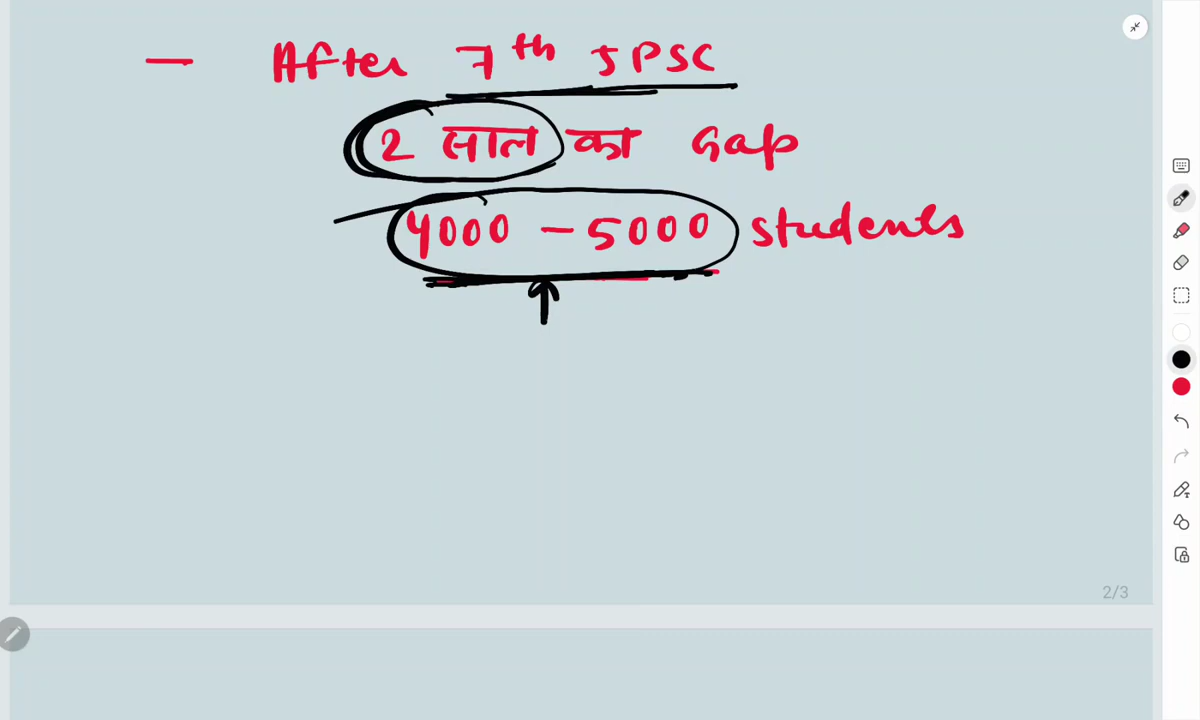 — After 7th JPSC
2 साल का Gap
4000 - 5000 students
2/3